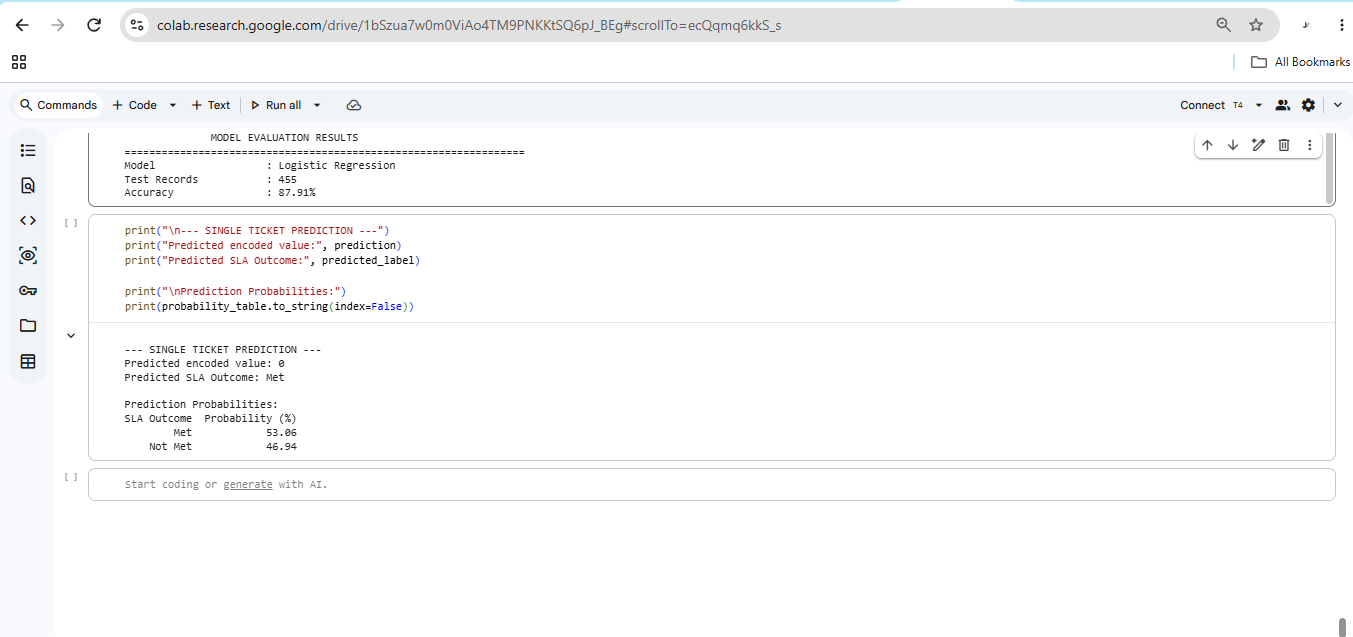 colab.research.google.com/drive/1bSzua7w0m0ViAo4TM9PNKKtSQ6pJ_BEg#scrollTo=ecQqmq6kkS_s
All Bookmarks
Commands + Code + Text Run all Connect T4
MODEL EVALUATION RESULTS
=================================================================
Model : Logistic Regression
Test Records : 455
Accuracy : 87.91%
[ ]
print("\n--- SINGLE TICKET PREDICTION ---")
print("Predicted encoded value:", prediction)
print("Predicted SLA Outcome:", predicted_label)
print("\nPrediction Probabilities:")
print(probability_table.to_string(index=False))
--- SINGLE TICKET PREDICTION ---
Predicted encoded value: 0
Predicted SLA Outcome: Met
Prediction Probabilities:
SLA Outcome Probability (%)
Met 53.06
Not Met 46.94
[ ]
Start coding or generate with AI.